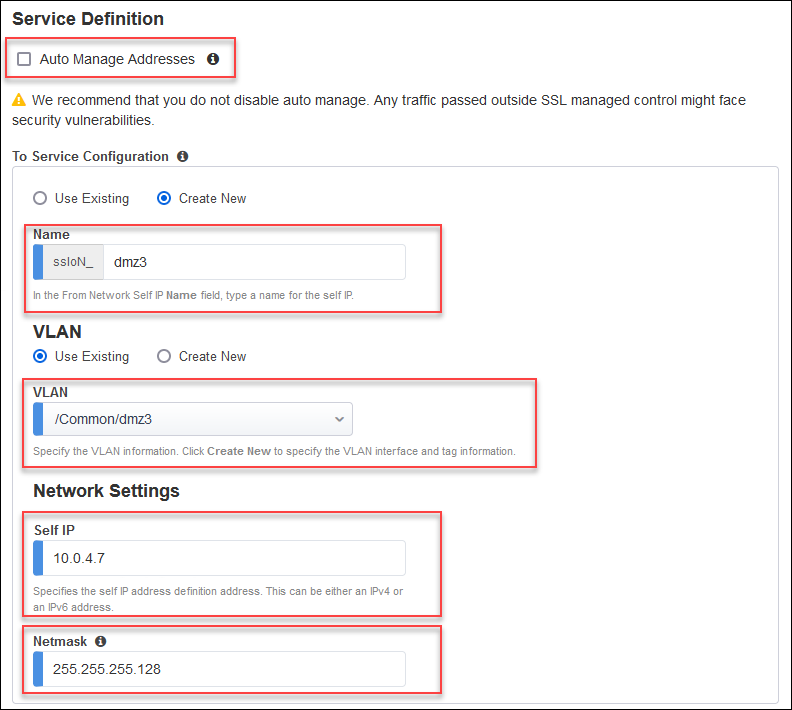 Service Definition
Auto Manage Addresses
We recommend that you do not disable auto manage. Any traffic passed outside SSL managed control might face
security vulnerabilities.
To Service Configuration
Use Existing Create New
Name
ssloN_ dmz3
In the From Network Self IP Name field, type a name for the self IP.
VLAN
Use Existing Create New
VLAN
/Common/dmz3
Specify the VLAN information. Click Create New to specify the VLAN interface and tag information.
Network Settings
Self IP
10.0.4.7
Specifies the self IP address definition address. This can be either an IPv4 or
an IPv6 address.
Netmask
255.255.255.128